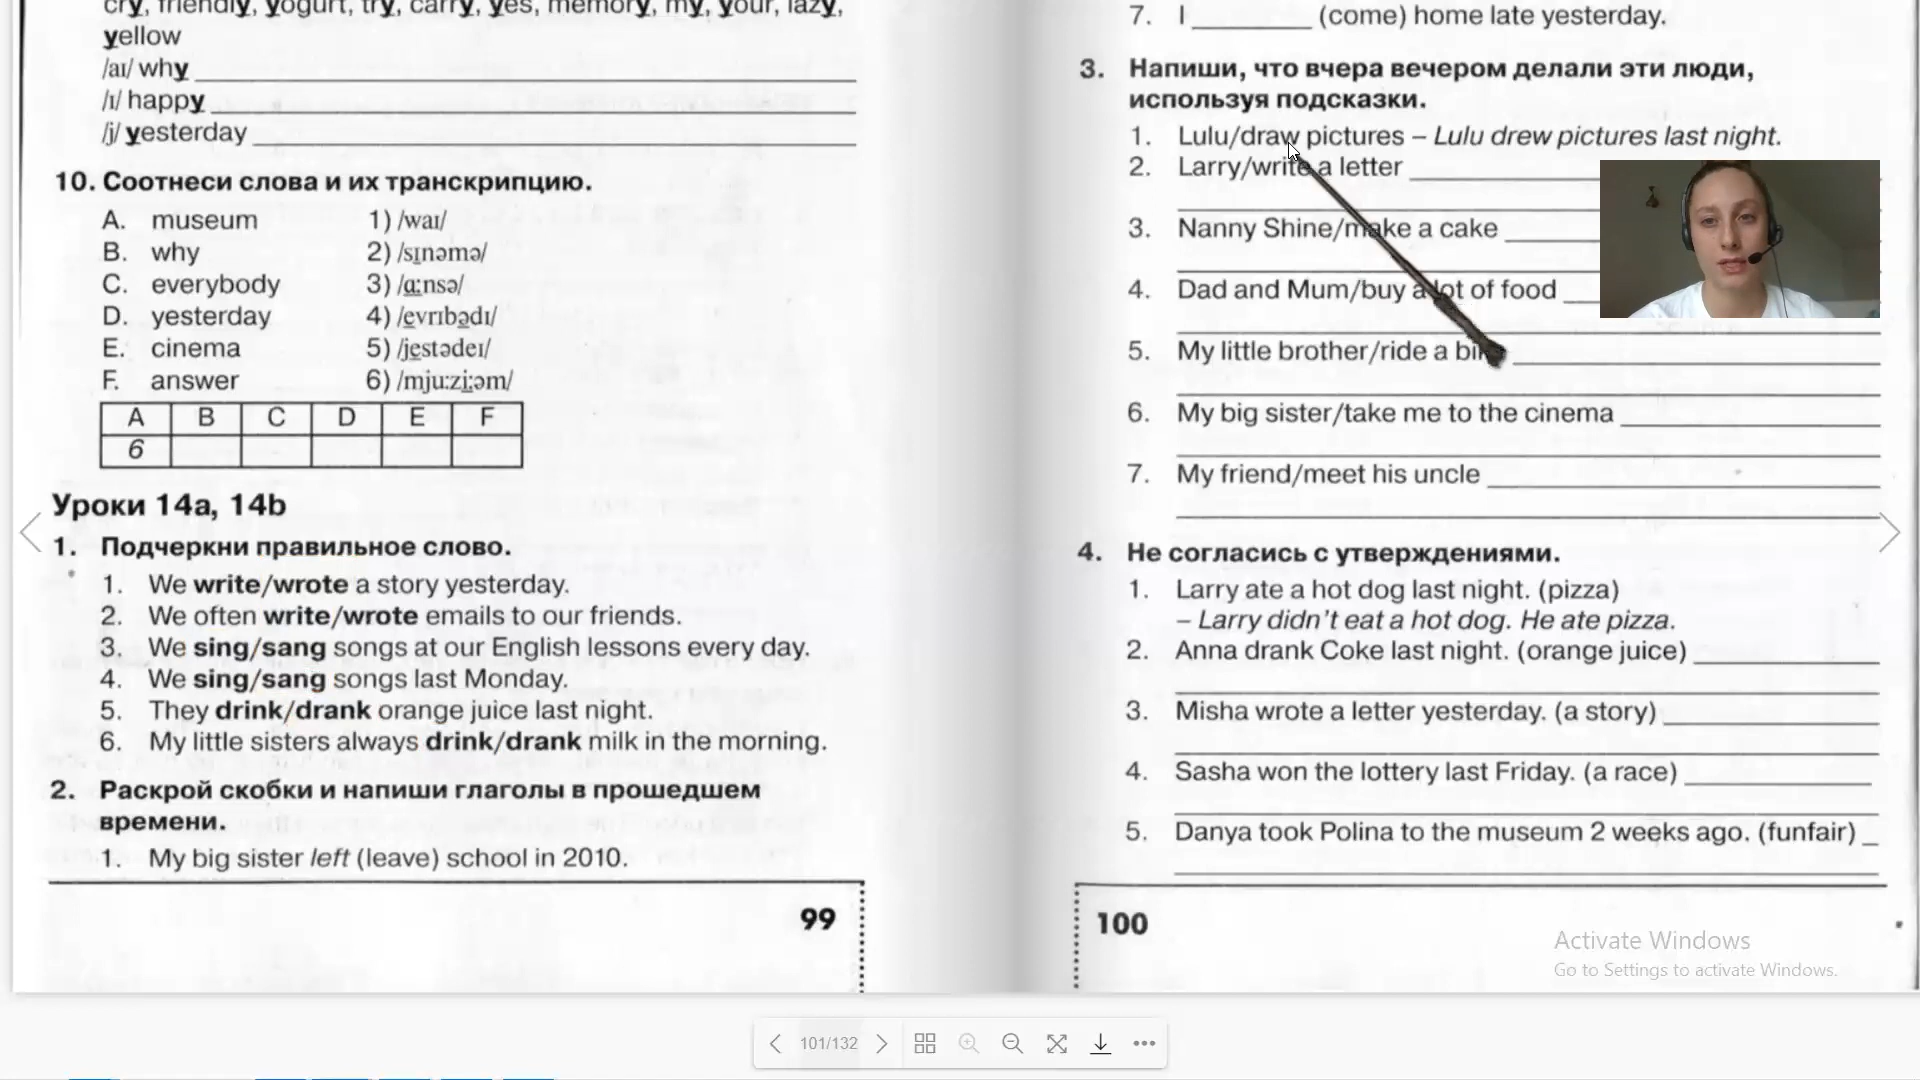 cry, friendly, yogurt, try, carry, yes, memory, my, your, lazy,
yellow
/aɪ/ why
/ɪ/ happy
/j/ yesterday
10. Соотнеси слова и их транскрипцию.
A. museum 1) /waɪ/
B. why 2) /sɪnəmə/
C. everybody 3) /ɑ:nsə/
D. yesterday 4) /evrɪbədɪ/
E. cinema 5) /jestədeɪ/
F. answer 6) /mju:zi:əm/
A B C D E F
6
Уроки 14a, 14b
1. Подчеркни правильное слово.
1. We write/wrote a story yesterday.
2. We often write/wrote emails to our friends.
3. We sing/sang songs at our English lessons every day.
4. We sing/sang songs last Monday.
5. They drink/drank orange juice last night.
6. My little sisters always drink/drank milk in the morning.
2. Раскрой скобки и напиши глаголы в прошедшем
времени.
1. My big sister left (leave) school in 2010.
99
7. I ________ (come) home late yesterday.
3. Напиши, что вчера вечером делали эти люди,
используя подсказки.
1. Lulu/draw pictures – Lulu drew pictures last night.
2. Larry/write a letter
3. Nanny Shine/make a cake
4. Dad and Mum/buy a lot of food
5. My little brother/ride a
6. My big sister/take me to the cinema
7. My friend/meet his uncle
4. Не согласись с утверждениями.
1. Larry ate a hot dog last night. (pizza)
– Larry didn't eat a hot dog. He ate pizza.
2. Anna drank Coke last night. (orange juice)
3. Misha wrote a letter yesterday. (a story)
4. Sasha won the lottery last Friday. (a race)
5. Danya took Polina to the museum 2 weeks ago. (funfair)
100
Activate Windows
Go to Settings to activate Windows.
101/132